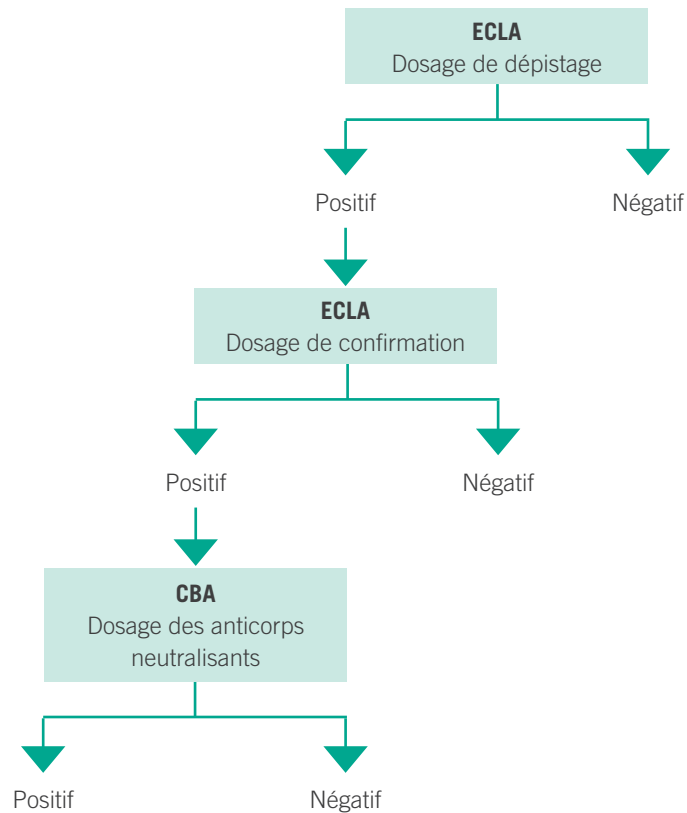 ECLA
Dosage de dépistage
Positif
Négatif
ECLA
Dosage de confirmation
Positif
Négatif
CBA
Dosage des anticorps
neutralisants
Positif
Négatif